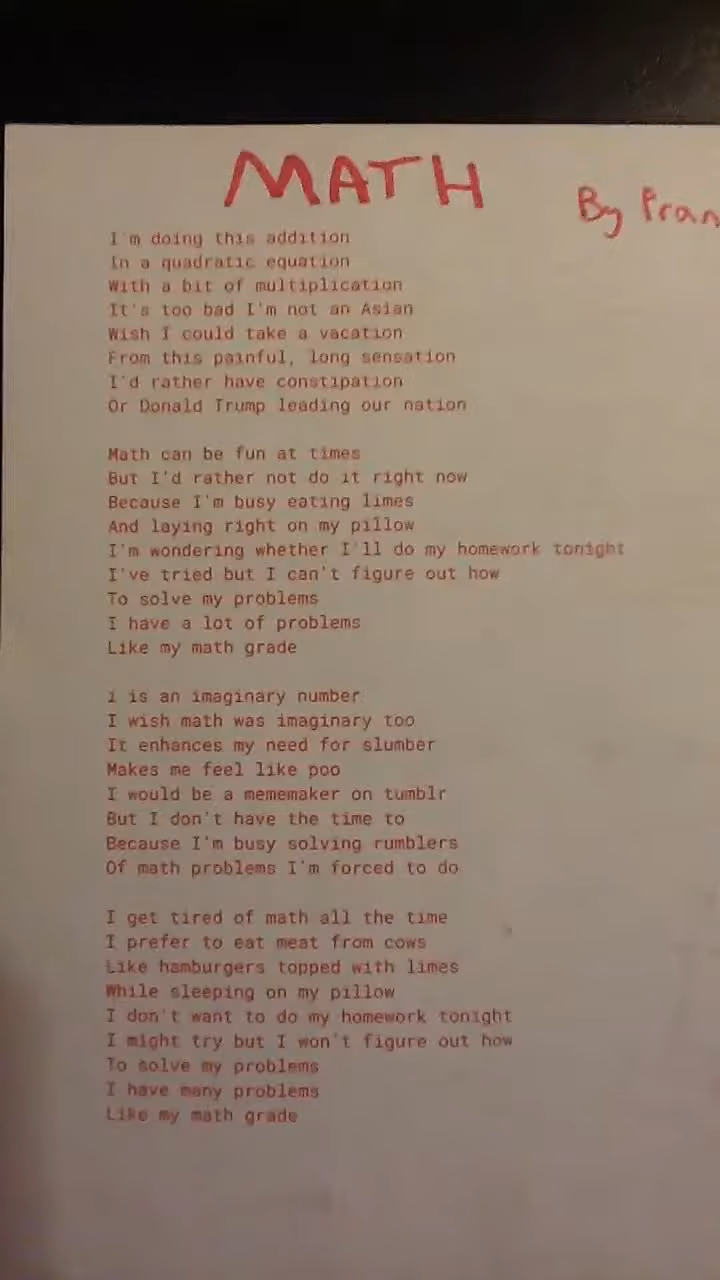 MATH
By Pran
I'm doing this addition
In a quadratic equation
With a bit of multiplication
It's too bad I'm not an Asian
Wish I could take a vacation
From this painful, long sensation
I'd rather have constipation
Or Donald Trump leading our nation
Math can be fun at times
But I'd rather not do it right now
Because I'm busy eating limes
And laying right on my pillow
I'm wondering whether I'll do my homework tonight
I've tried but I can't figure out how
To solve my problems
I have a lot of problems
Like my math grade
i is an imaginary number
I wish math was imaginary too
It enhances my need for slumber
Makes me feel like poo
I would be a mememaker on tumblr
But I don't have the time to
Because I'm busy solving rumblers
Of math problems I'm forced to do
I get tired of math all the time
I prefer to eat meat from cows
Like hamburgers topped with limes
While sleeping on my pillow
I don't want to do my homework tonight
I might try but I won't figure out how
To solve my problems
I have many problems
Like my math grade